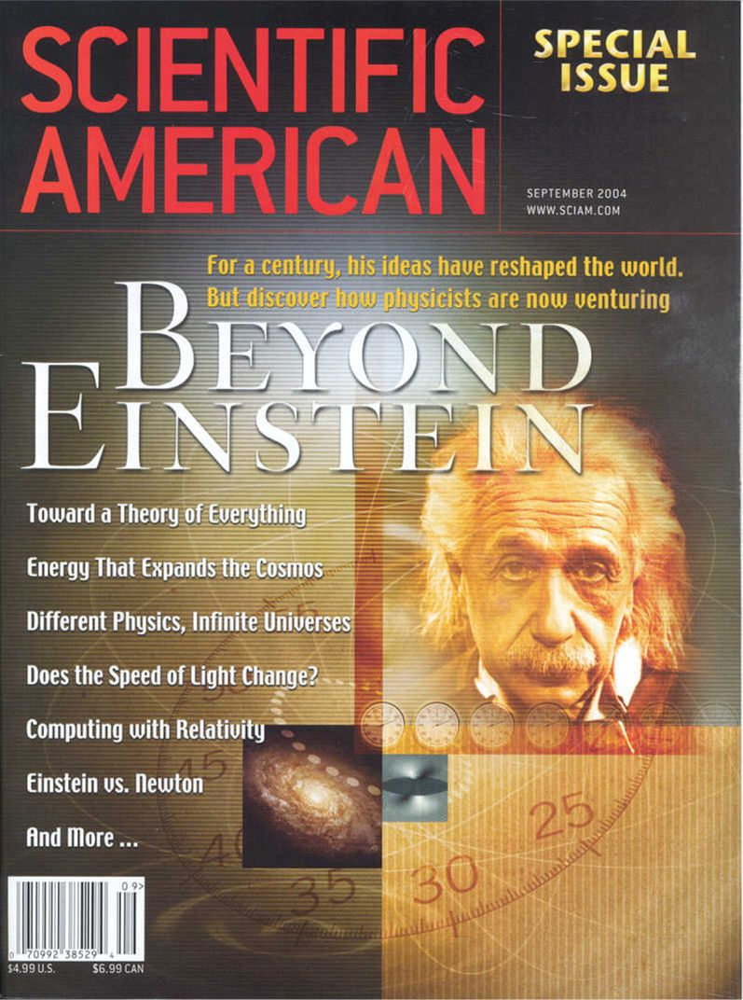 SCIENTIFIC
AMERICAN
SPECIAL
ISSUE
SEPTEMBER 2004
WWW.SCIAM.COM
For a century, his ideas have reshaped the world.
But discover how physicists are now venturing
BEYOND
EINSTEIN
Toward a Theory of Everything
Energy That Expands the Cosmos
Different Physics, Infinite Universes
Does the Speed of Light Change?
Computing with Relativity
Einstein vs. Newton
And More ...
55
50
45
40
35
30
25
09>
0 70992 38529 4
$4.99 U.S. $6.99 CAN